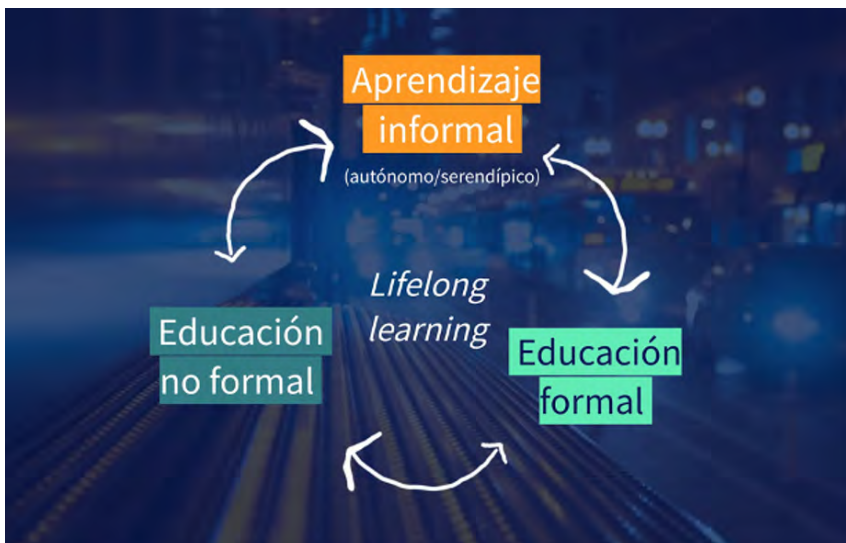 Aprendizaje
informal
(autónomo/serendípico)
Lifelong
learning
Educación
no formal
Educación
formal